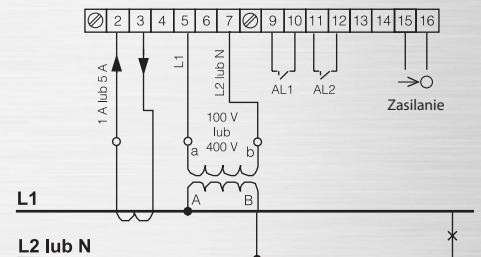 2 3 4 5 6 7 9 10 11 12 13 14 15 16
1 A lub 5 A
L1
L2 lub N
AL1
AL2
Zasilanie
100 V
lub
400 V
a
b
A
B
L1
L2 lub N